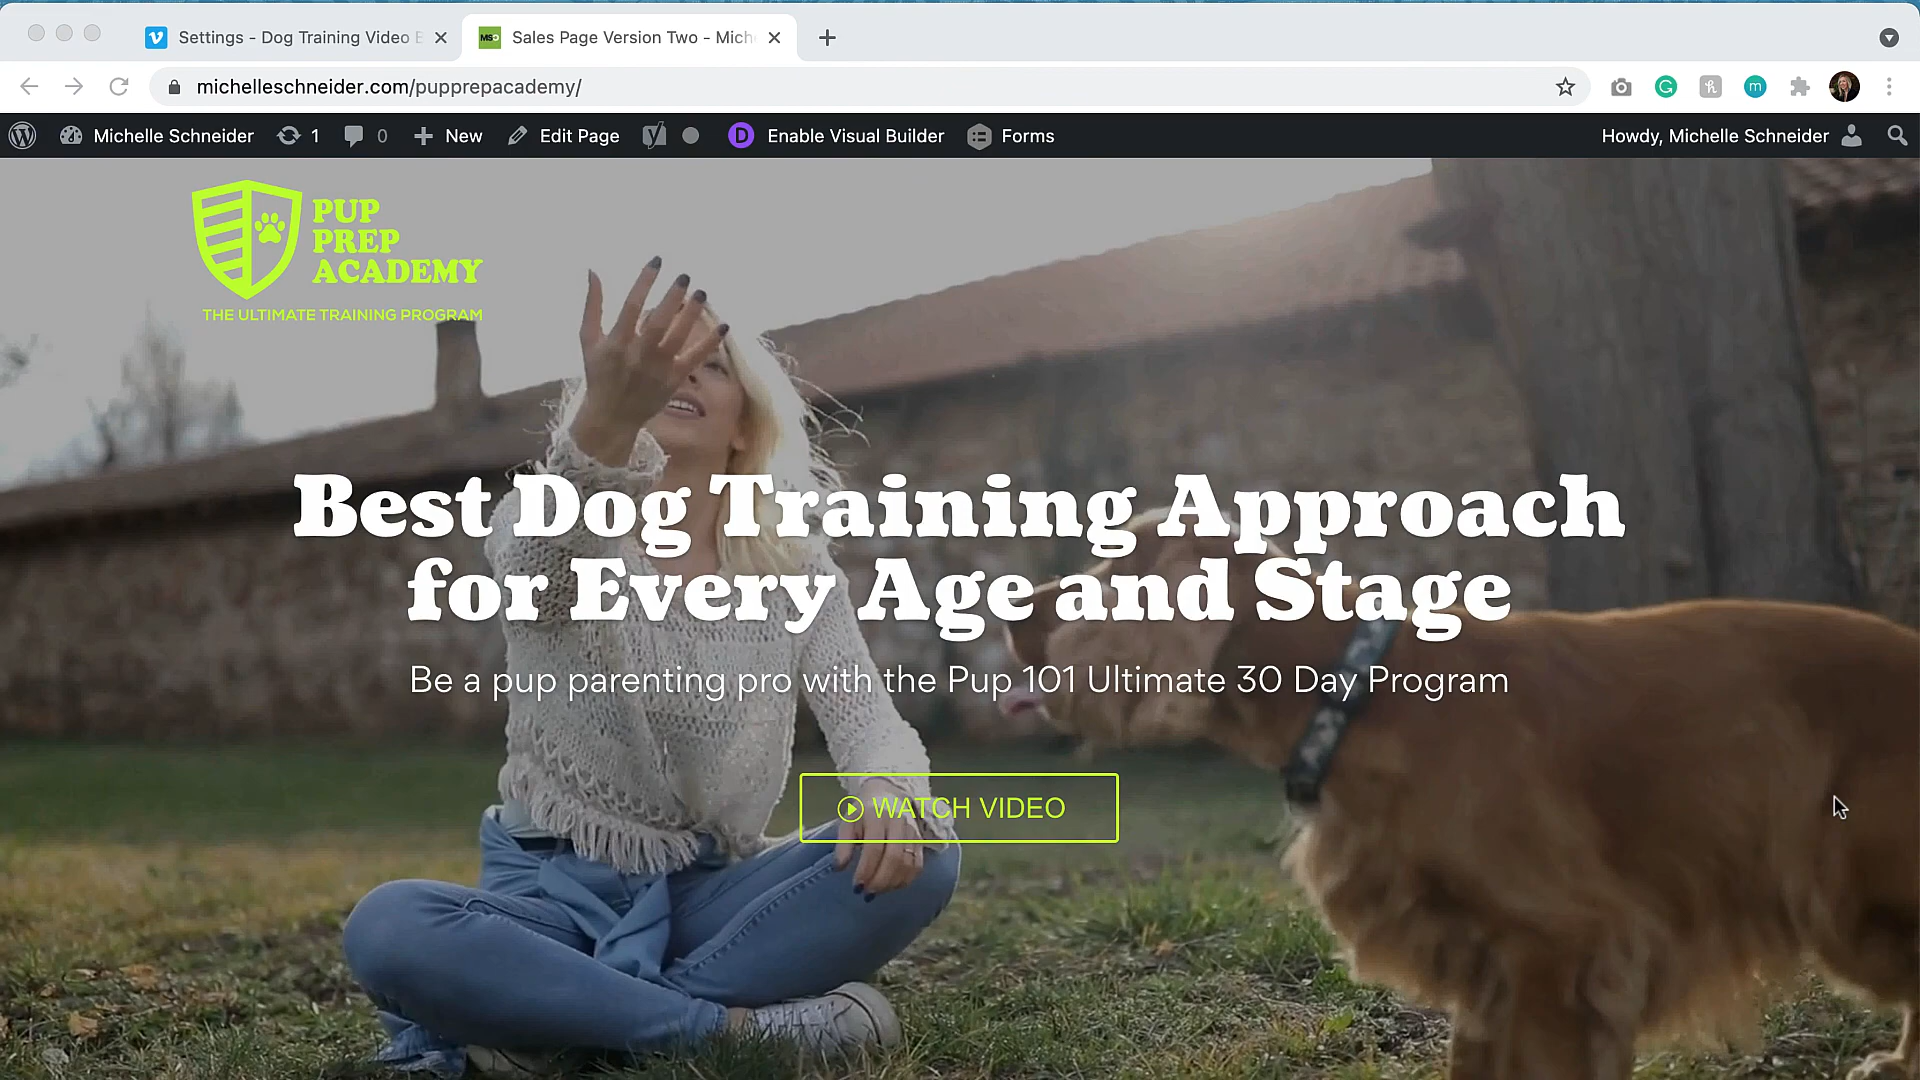 Settings - Dog Training Video B
Sales Page Version Two - Mich
michelleschneider.com/pupprepacademy/
Michelle Schneider 1 0 New Edit Page Enable Visual Builder Forms Howdy, Michelle Schneider
PUP
PREP
ACADEMY
THE ULTIMATE TRAINING PROGRAM
Best Dog Training Approach
for Every Age and Stage
Be a pup parenting pro with the Pup 101 Ultimate 30 Day Program
WATCH VIDEO